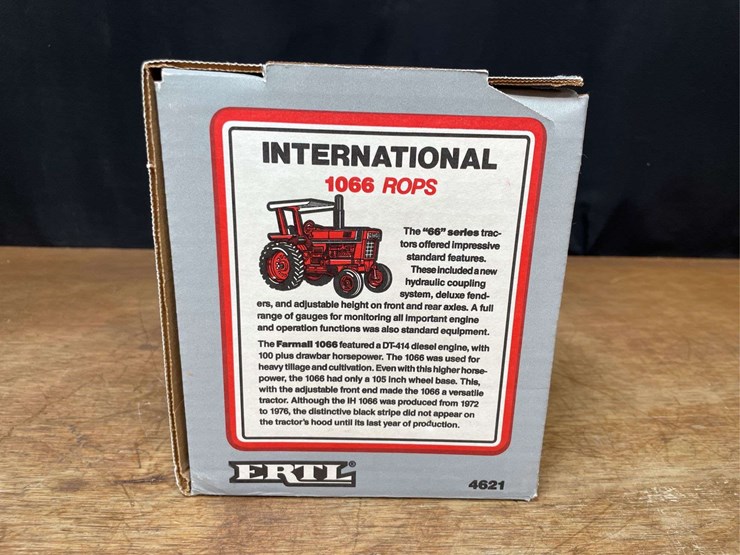 INTERNATIONAL
1066 ROPS
The "66" series trac-
tors offered impressive
standard features.
These included a new
hydraulic coupling
system, deluxe fend-
ers, and adjustable height on front and rear axles. A full
range of gauges for monitoring all important engine
and operation functions was also standard equipment.
The Farmall 1066 featured a DT-414 diesel engine, with
100 plus drawbar horsepower. The 1066 was used for
heavy tillage and cultivation. Even with this higher horse-
power, the 1066 had only a 105 inch wheel base. This,
with the adjustable front end made the 1066 a versatile
tractor. Although the IH 1066 was produced from 1972
to 1976, the distinctive black stripe did not appear on
the tractor's hood until its last year of production.
ERTL®
4621